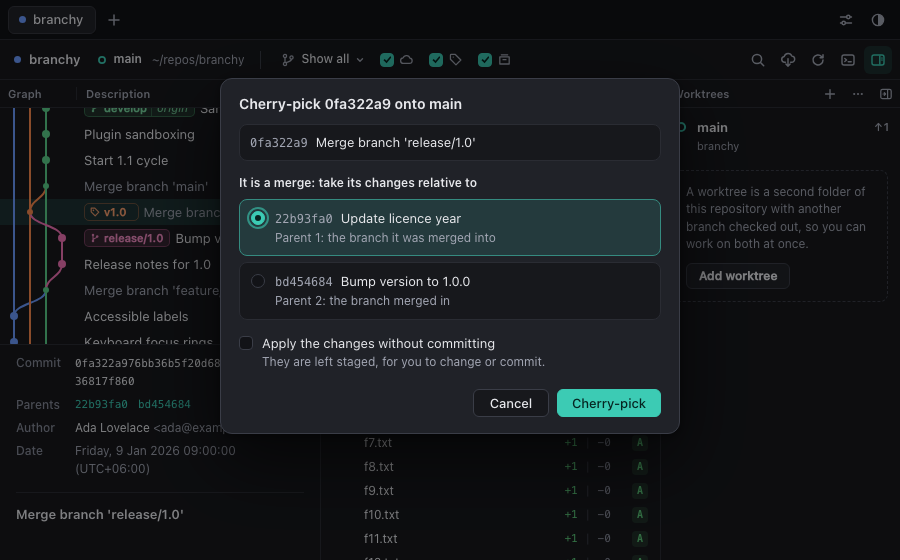 branchy
branchy main ~/repos/branchy Show all
Graph Description Worktrees
develop origin
Plugin sandboxing
Start 1.1 cycle
Merge branch 'main'
v1.0 Merge
release/1.0 Bump
Release notes for 1.0
Merge branch 'feature
Accessible labels
Keyboard focus rings
Commit 0fa322a976bb36b5f20d68
36817f860
Parents 22b93fa0 bd454684
Author Ada Lovelace
Date Friday, 9 Jan 2026 09:00:00
(UTC+06:00)
Merge branch 'release/1.0'
Cherry-pick 0fa322a9 onto main
0fa322a9 Merge branch 'release/1.0'
It is a merge: take its changes relative to
22b93fa0 Update licence year
Parent 1: the branch it was merged into
bd454684 Bump version to 1.0.0
Parent 2: the branch merged in
Apply the changes without committing
They are left staged, for you to change or commit.
Cancel Cherry-pick
f7.txt +1 −0 A
f8.txt +1 −0 A
f9.txt +1 −0 A
f10.txt +1 −0 A
f11.txt +1 −0 A
main ↑1
branchy
A worktree is a second folder of
this repository with another
branch checked out, so you can
work on both at once.
Add worktree